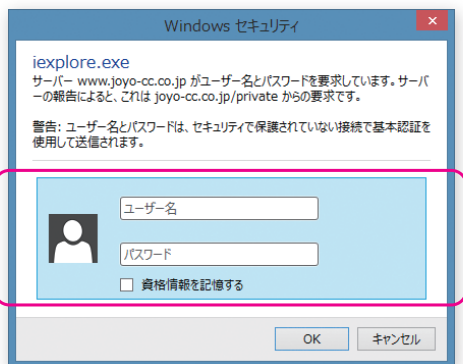 Windows セキュリティ
iexplore.exe
サーバー www.joyo-cc.co.jp がユーザー名とパスワードを要求しています。サーバ
ーの報告によると、これは joyo-cc.co.jp/private からの要求です。
警告: ユーザー名とパスワードは、セキュリティで保護されていない接続で基本認証を
使用して送信されます。
ユーザー名
パスワード
資格情報を記憶する
OK キャンセル